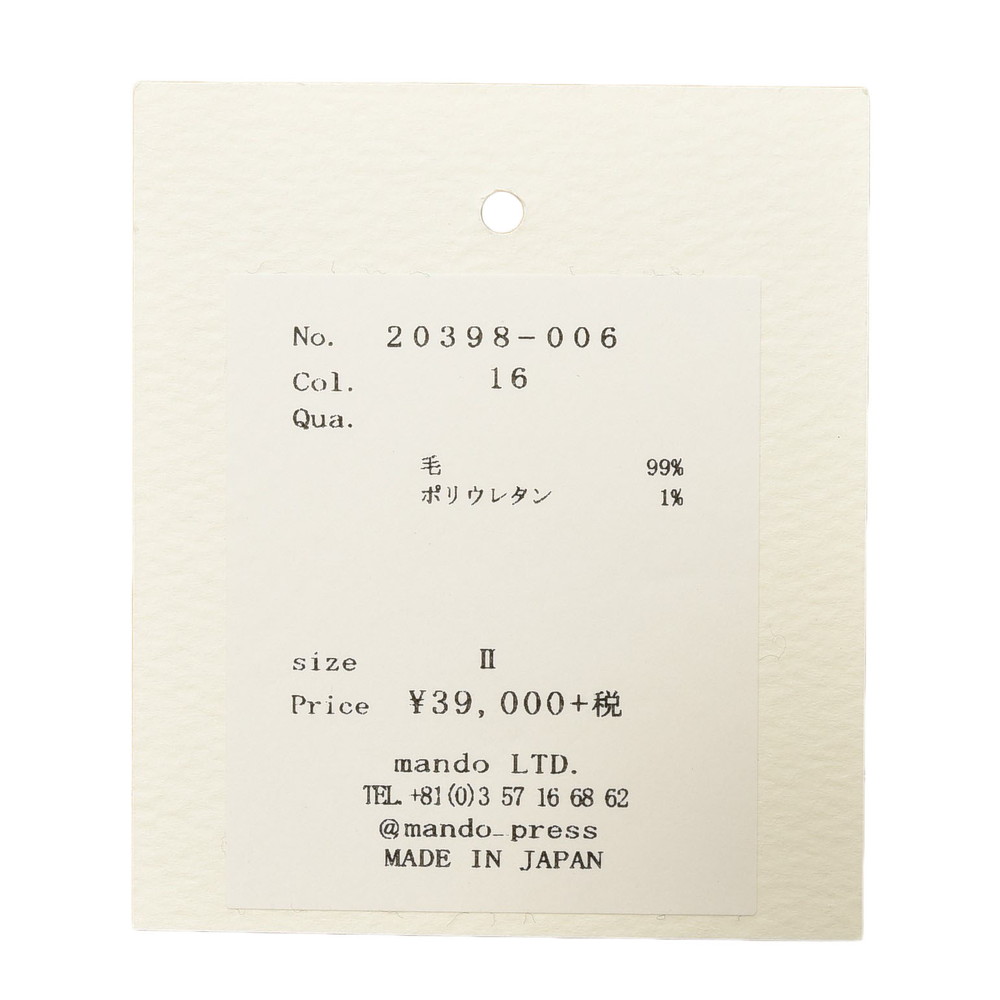 No. 20398-006
Col. 16
Qua.
毛 99%
ポリウレタン 1%
size Ⅱ
Price ¥39,000+税
mando LTD.
TEL. +81(0)3 57 16 68 62
@mando_press
MADE IN JAPAN